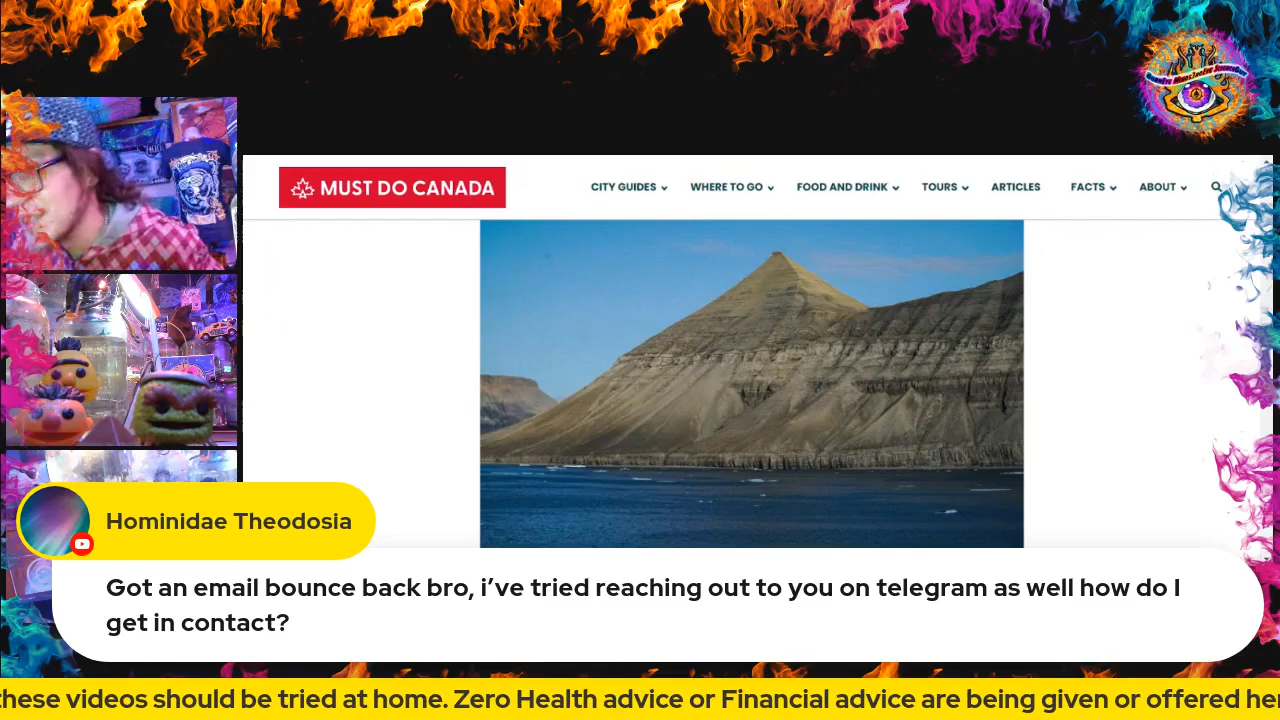 MUST DO CANADA
CITY GUIDES
WHERE TO GO
FOOD AND DRINK
TOURS
ARTICLES
FACTS
ABOUT
Hominidae Theodosia
Got an email bounce back bro, i’ve tried reaching out to you on telegram as well how do I
get in contact?
these videos should be tried at home. Zero Health advice or Financial advice are being given or offered her